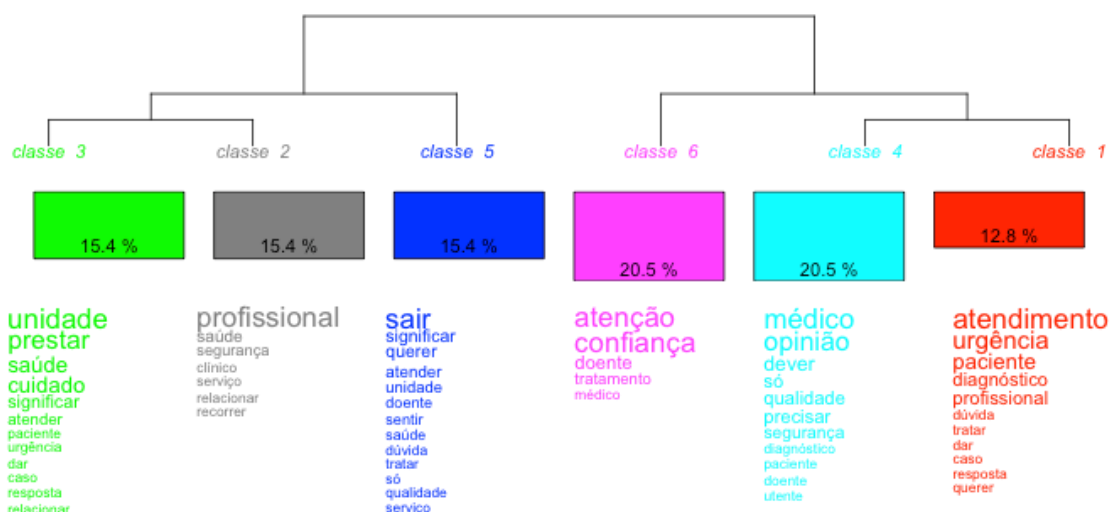 classe 3
classe 2
classe 5
classe 6
classe 4
classe 1
15.4 %
15.4 %
15.4 %
20.5 %
20.5 %
12.8 %
unidade
prestar
saúde
cuidado
significar
atender
paciente
urgência
dar
caso
resposta
relacionar
profissional
saúde
segurança
clínico
serviço
relacionar
recorrer
sair
significar
querer
atender
unidade
doente
sentir
saúde
dúvida
tratar
só
qualidade
serviço
atenção
confiança
doente
tratamento
médico
médico
opinião
dever
só
qualidade
precisar
segurança
diagnóstico
paciente
doente
utente
atendimento
urgência
paciente
diagnóstico
profissional
dúvida
tratar
dar
caso
resposta
querer